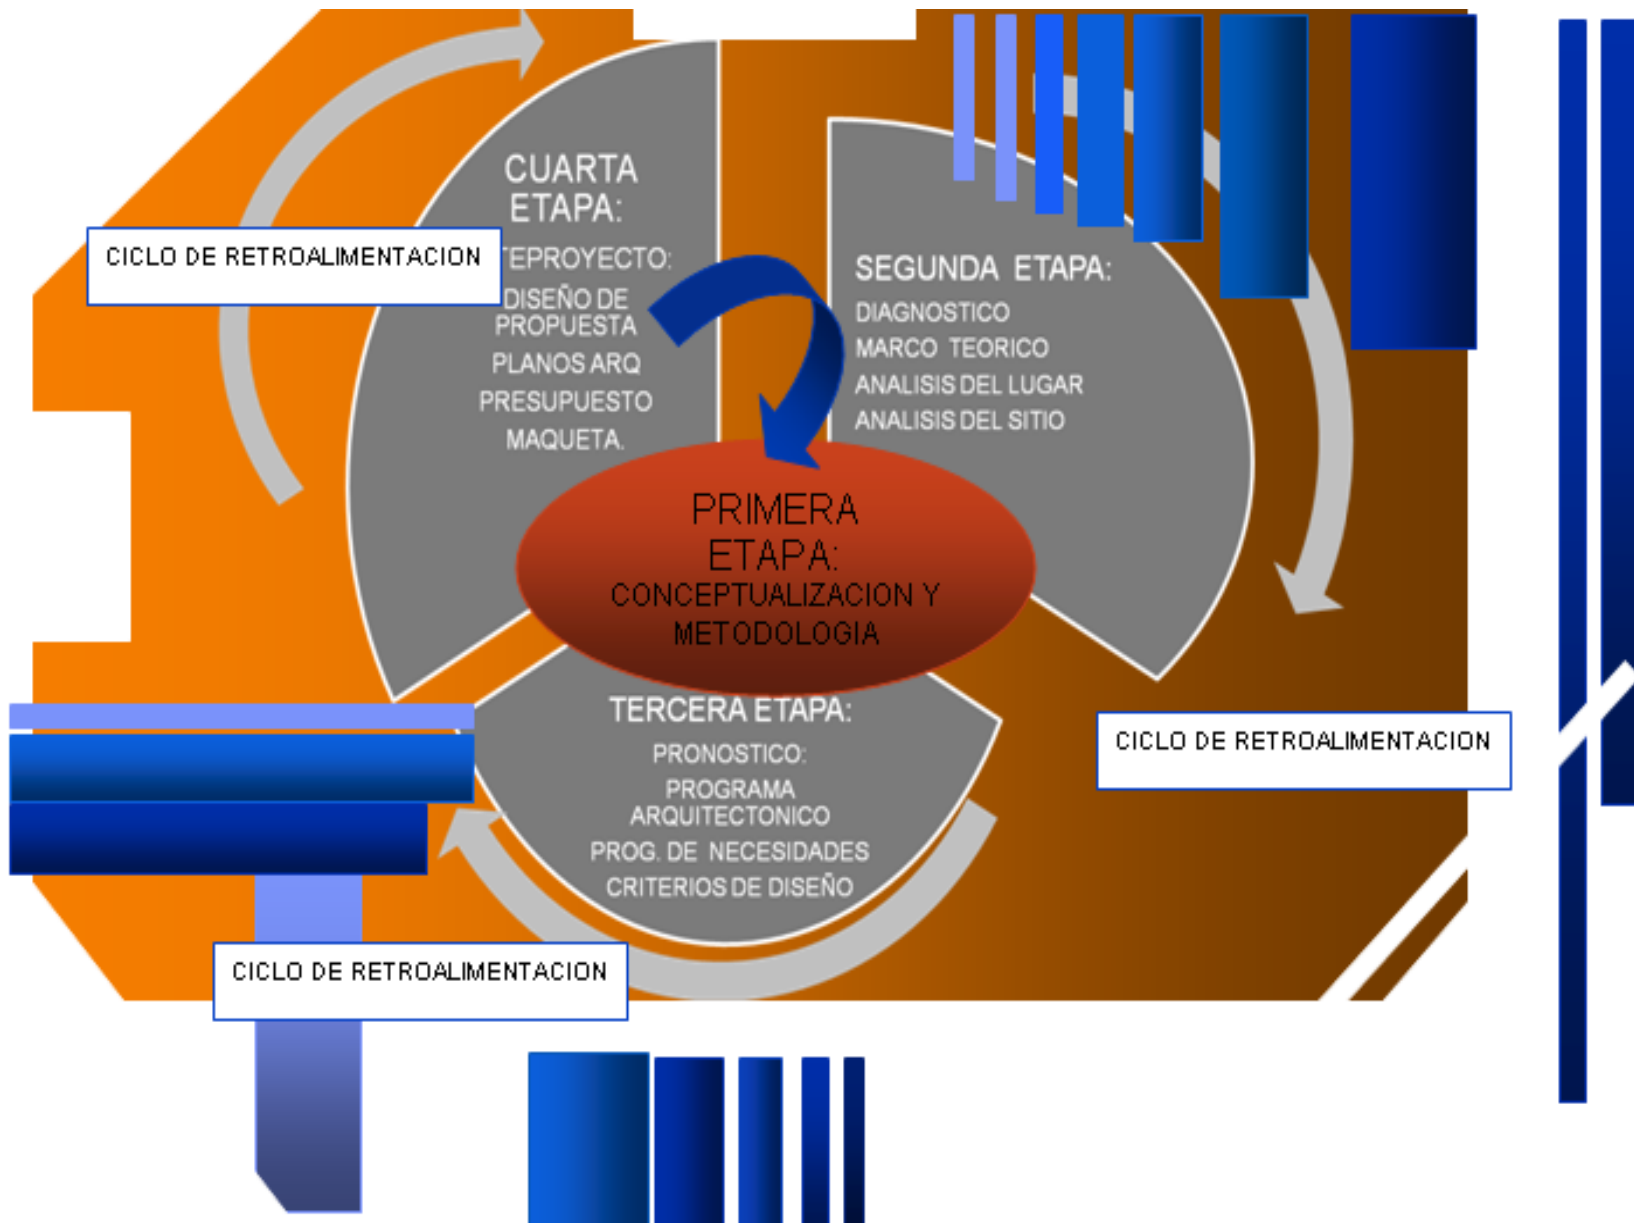 CUARTA
ETAPA:
TEPROYECTO:
DISEÑO DE
PROPUESTA
PLANOS ARQ
PRESUPUESTO
MAQUETA.
CICLO DE RETROALIMENTACION
SEGUNDA ETAPA:
DIAGNOSTICO
MARCO TEORICO
ANALISIS DEL LUGAR
ANALISIS DEL SITIO
PRIMERA
ETAPA:
CONCEPTUALIZACION Y
METODOLOGIA
TERCERA ETAPA:
PRONOSTICO:
PROGRAMA
ARQUITECTONICO
PROG. DE NECESIDADES
CRITERIOS DE DISEÑO
CICLO DE RETROALIMENTACION
CICLO DE RETROALIMENTACION